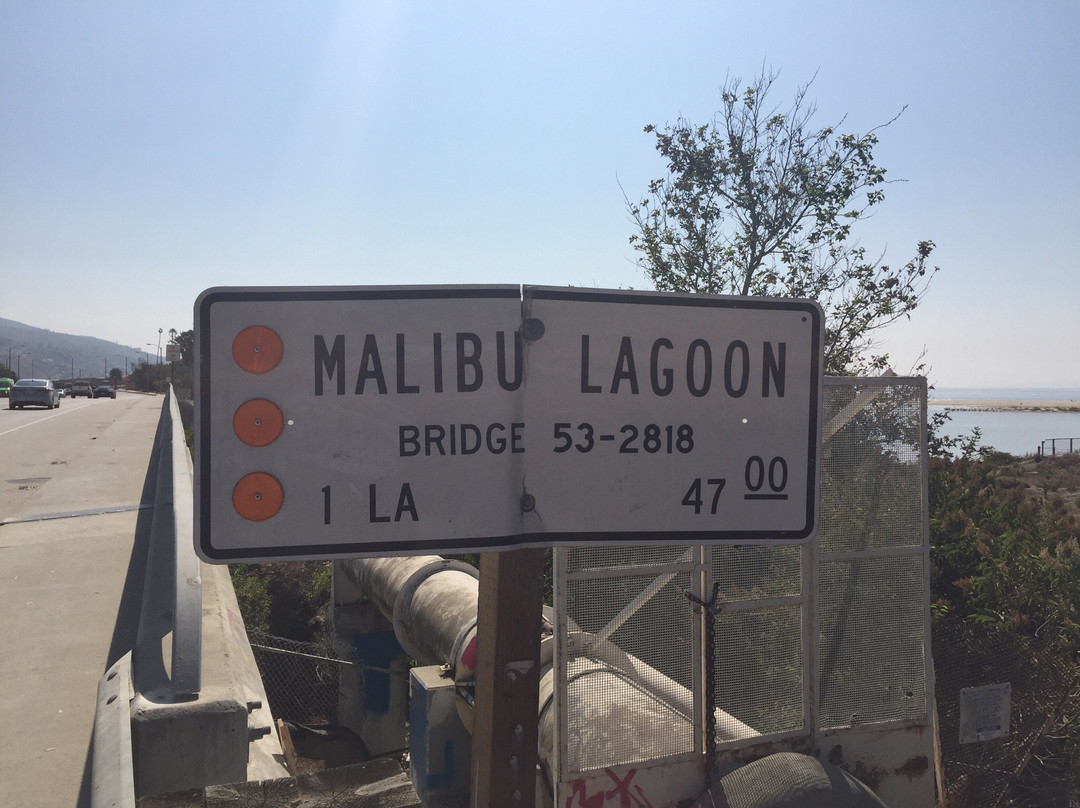 MALIBU LAGOON
BRIDGE 53-2818
1 LA 47 00